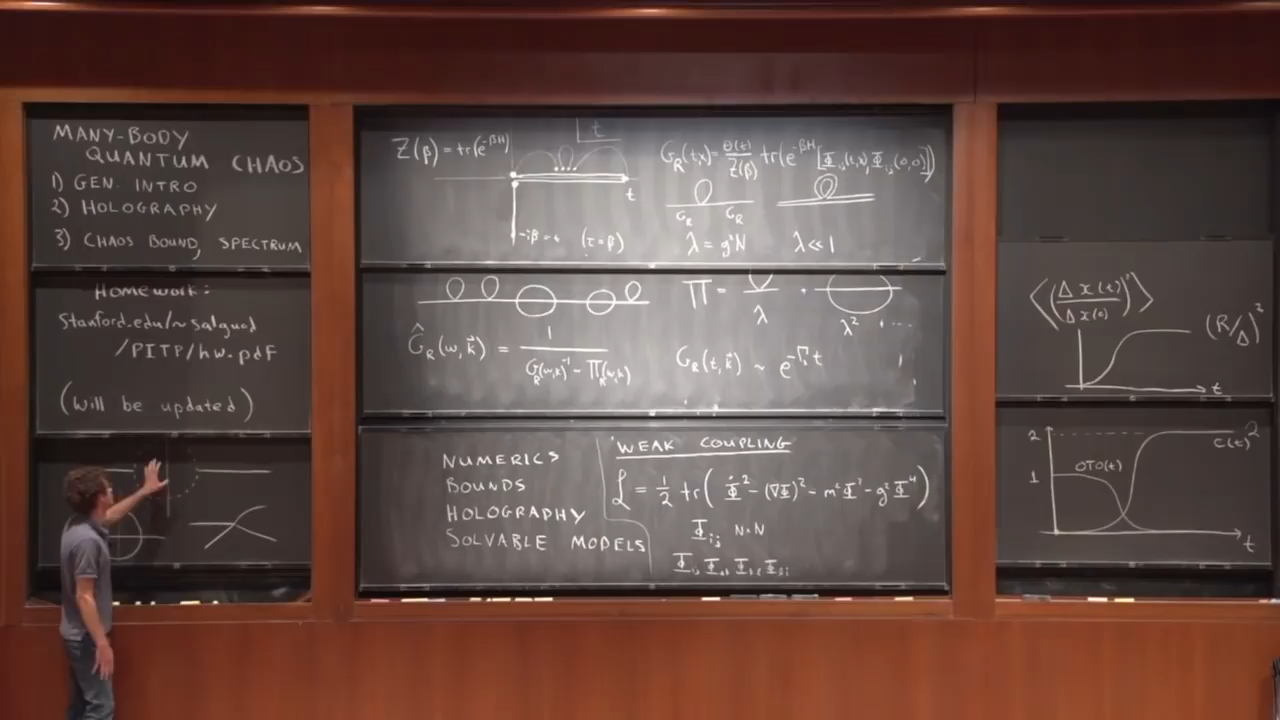 MANY-BODY
QUANTUM CHAOS
1) GEN. INTRO
2) HOLOGRAPHY
3) CHAOS BOUND, SPECTRUM
HOMEWORK:
Stanford.edu/~salguod
/PITP/hw.pdf
(Will be updated)
Z(β) = tr(e^{-βH})
t
t
-iβ = t (τ = β)
G_R(t,x) = θ(t)/Z(β) tr(e^{-βH} [Φ_{ij}(t,x), Φ_{ij}(0,0)])
G_R G_R
λ = g²N λ << 1
Π = +
λ λ² ....
Ĝ_R(ω,k⃗) = 1/(G_R(ω,k)^{-1} - Π_R(ω,k))
G_R(t,k⃗) ~ e^{-Γ_k t}
NUMERICS
BOUNDS
HOLOGRAPHY
SOLVABLE MODELS
WEAK COUPLING
ℒ = 1/2 tr(Φ̇² - (∇Φ)² - m²Φ² - g²Φ⁴)
Φ_{ij} N×N
⟨(Δx(t)/Δx(0))²⟩
(R/Δ)²
t
2
1
OTO(t)
C(t)
2
t